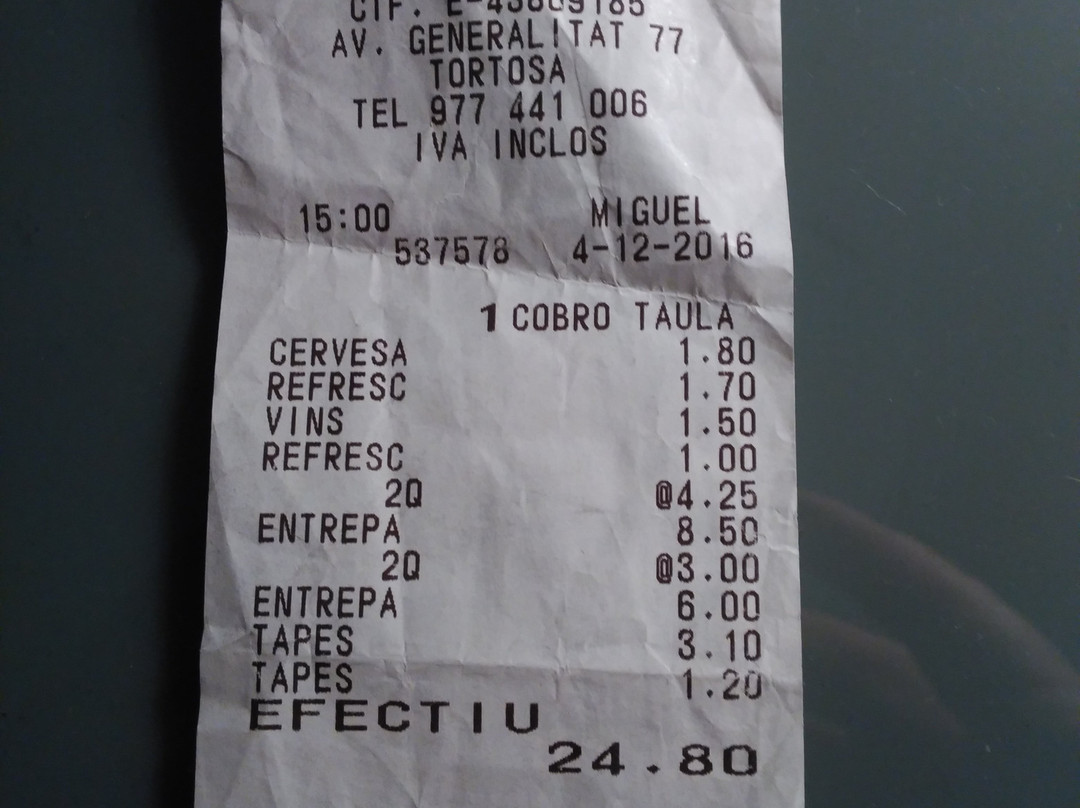 CIF. E-43809185
AV. GENERALITAT 77
TORTOSA
TEL 977 441 006
IVA INCLOS
15:00 MIGUEL
537578 4-12-2016
1 COBRO TAULA
CERVESA 1.80
REFRESC 1.70
VINS 1.50
REFRESC 1.00
2Q @4.25
ENTREPA 8.50
2Q @3.00
ENTREPA 6.00
TAPES 3.10
TAPES 1.20
EFECTIU
24.80